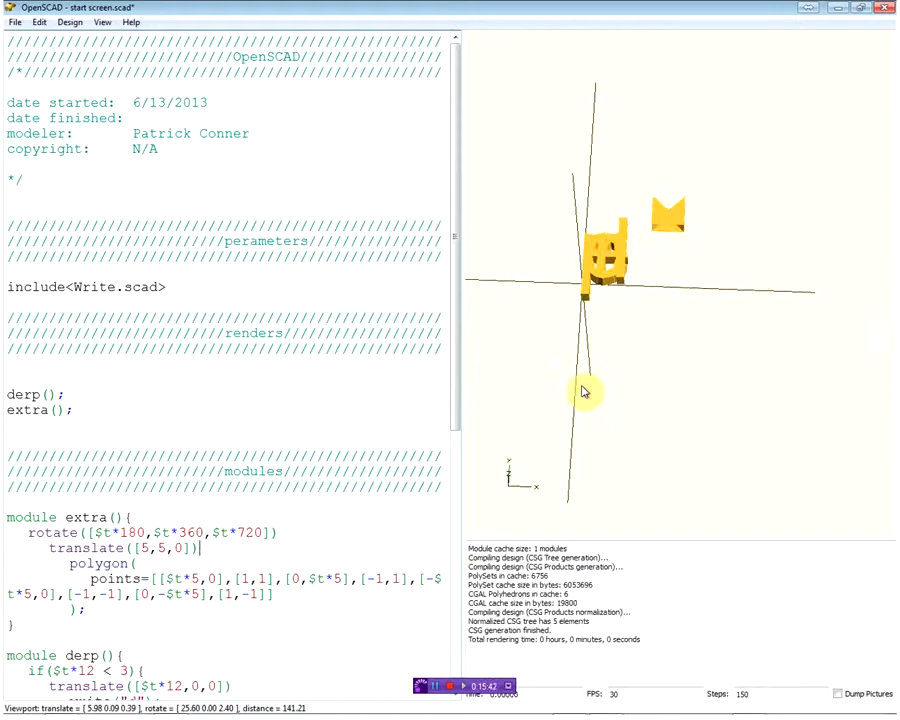 OpenSCAD - start screen.scad*
File Edit Design View Help
////////////////////////////////////////////////////
///////////////////////////OpenSCAD/////////////////
/*//////////////////////////////////////////////////
date started: 6/13/2013
date finished:
modeler: Patrick Conner
copyright: N/A
*/
////////////////////////////////////////////////////
//////////////////////////perameters////////////////
////////////////////////////////////////////////////
include<Write.scad>
////////////////////////////////////////////////////
//////////////////////////renders///////////////////
////////////////////////////////////////////////////
derp();
extra();
////////////////////////////////////////////////////
//////////////////////////modules///////////////////
////////////////////////////////////////////////////
module extra(){
rotate([$t*180,$t*360,$t*720])
translate([5,5,0])
polygon(
points=[[$t*5,0],[1,1],[0,$t*5],[-1,1],[-$
t*5,0],[-1,-1],[0,-$t*5],[1,-1]]
);
}
module derp(){
if($t*12 < 3){
translate([$t*12,0,0])
Y
Z
X
Module cache size: 1 modules
Compiling design (CSG Tree generation)...
Compiling design (CSG Products generation)...
PolySets in cache: 6756
PolySet cache size in bytes: 6053696
CGAL Polyhedrons in cache: 6
CGAL cache size in bytes: 19800
Compiling design (CSG Products normalization)...
Normalized CSG tree has 5 elements
CSG generation finished.
Total rendering time: 0 hours, 0 minutes, 0 seconds
0:15:42
FPS: 30 Steps: 150 Dump Pictures
Viewport: translate = [ 5.98 0.09 0.39 ], rotate = [ 25.60 0.00 2.40 ], distance = 141.21